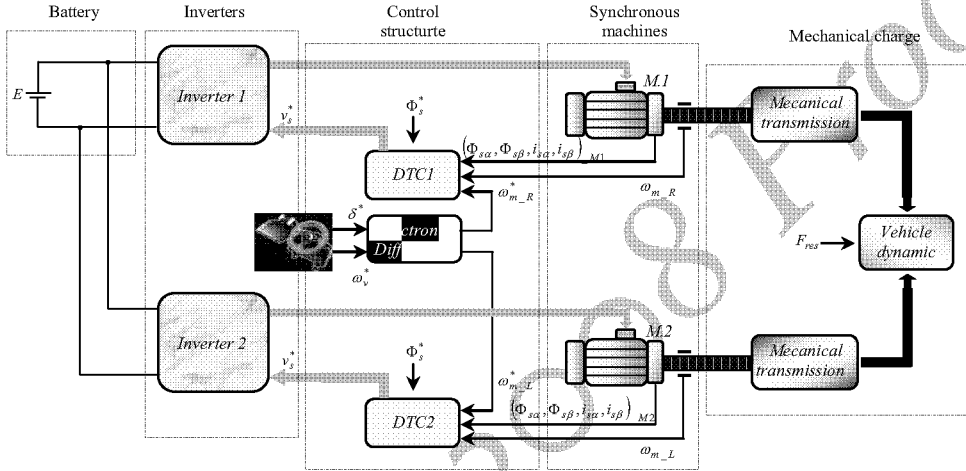 Battery
Inverters
Control
structurte
Synchronous
machines
Mechanical charge
E
Inverter 1
v*s
Φ*s
M.1
Mecanical
transmission
(Φsα, Φsβ, isα, isβ)_M1
DTC1
ω*m_R
ωm_R
δ*
ctron
Diff
ω*v
Fres
Vehicle
dynamic
Inverter 2
v*s
Φ*s
M.2
Mecanical
transmission
ω*m_L
(Φsα, Φsβ, isα, isβ)_M2
DTC2
ωm_L